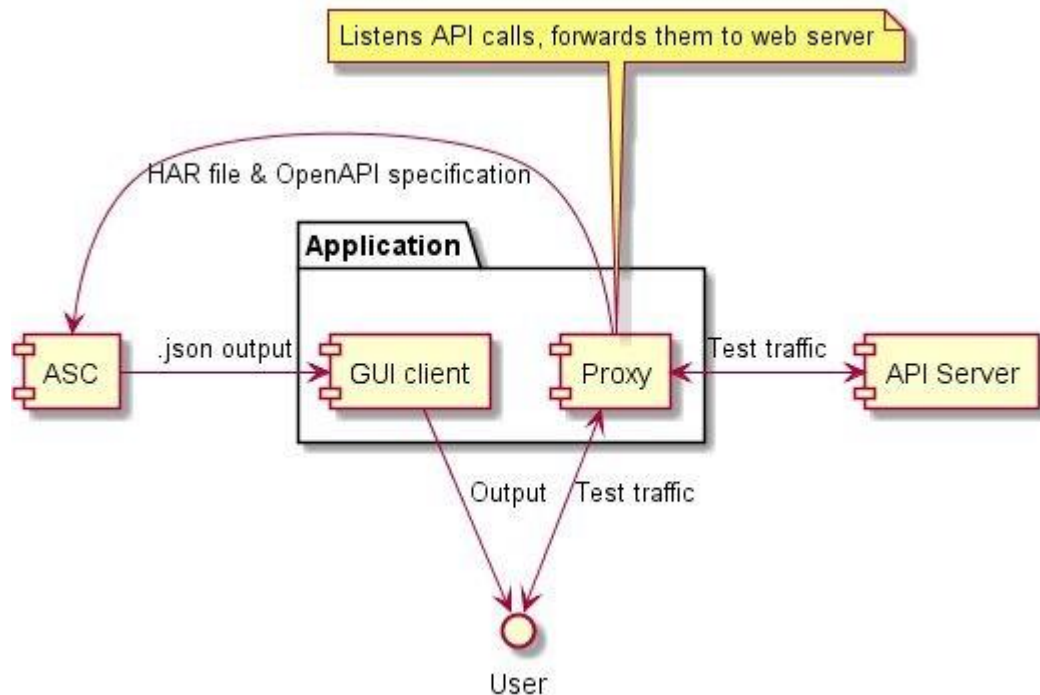 Listens API calls, forwards them to web server
HAR file & OpenAPI specification
Application
ASC
.json output
GUI client
Proxy
Test traffic
API Server
Output
Test traffic
User